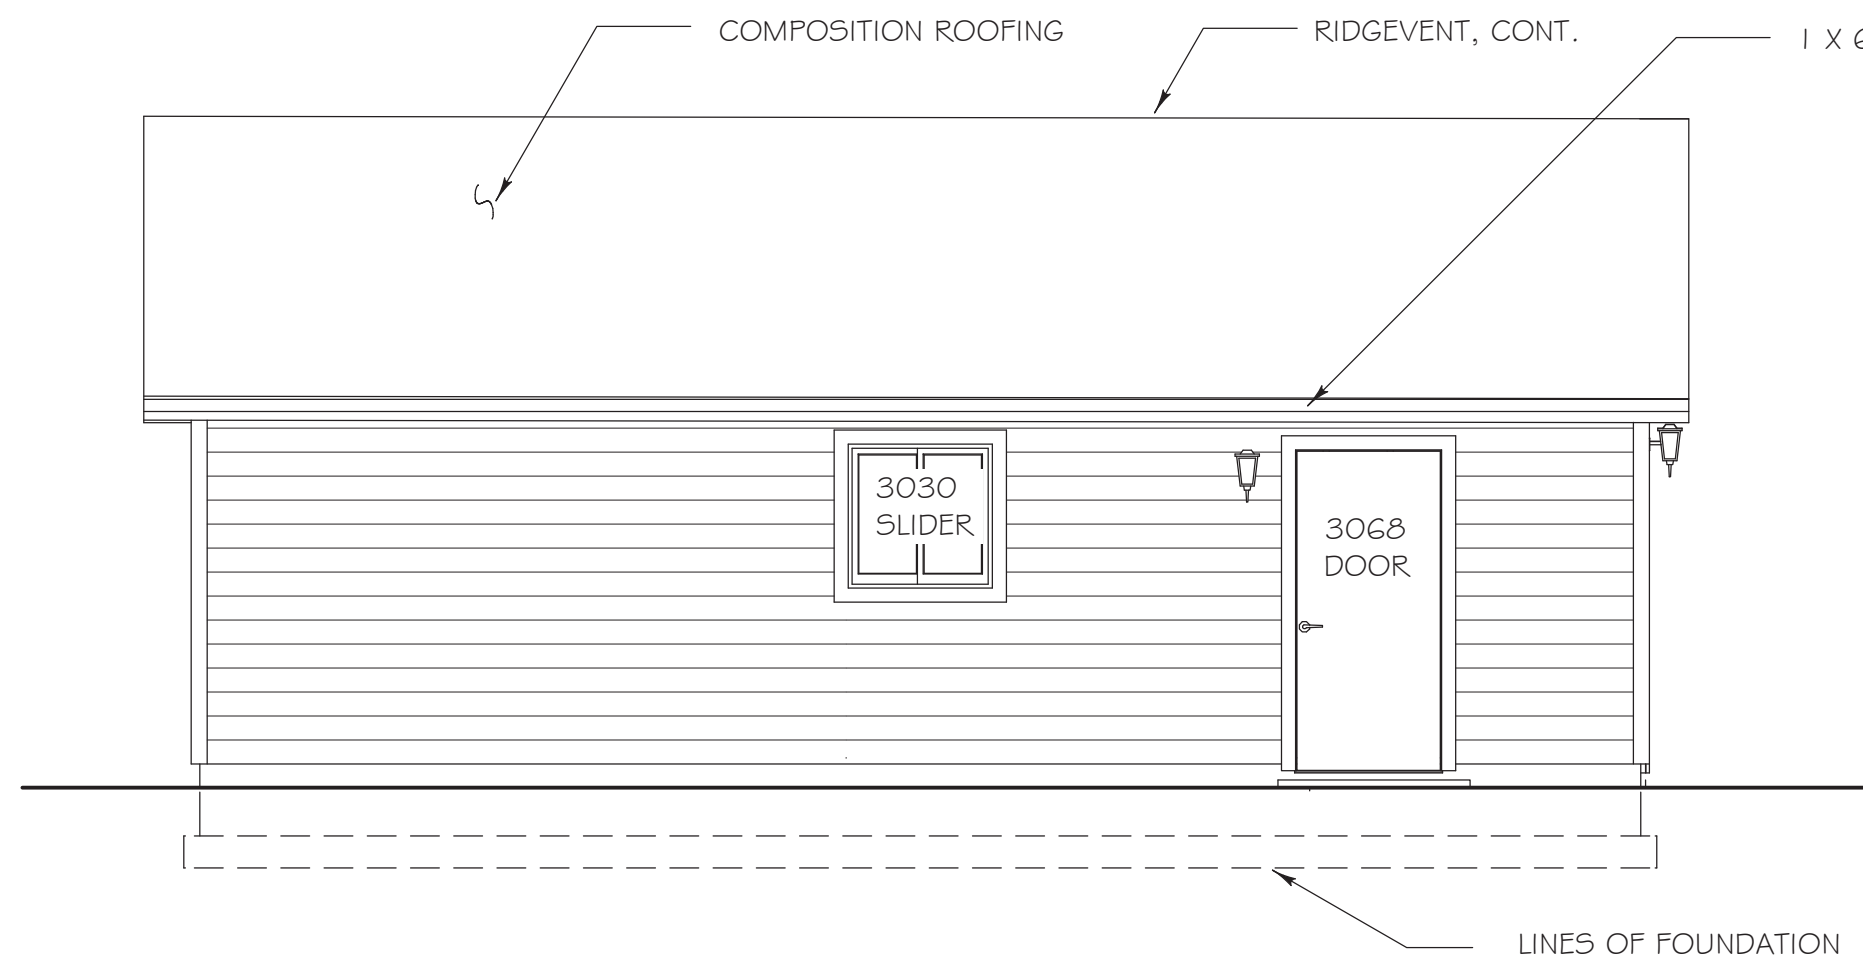 COMPOSITION ROOFING
RIDGEVENT, CONT.
1 X 6
3030
SLIDER
3068
DOOR
LINES OF FOUNDATION